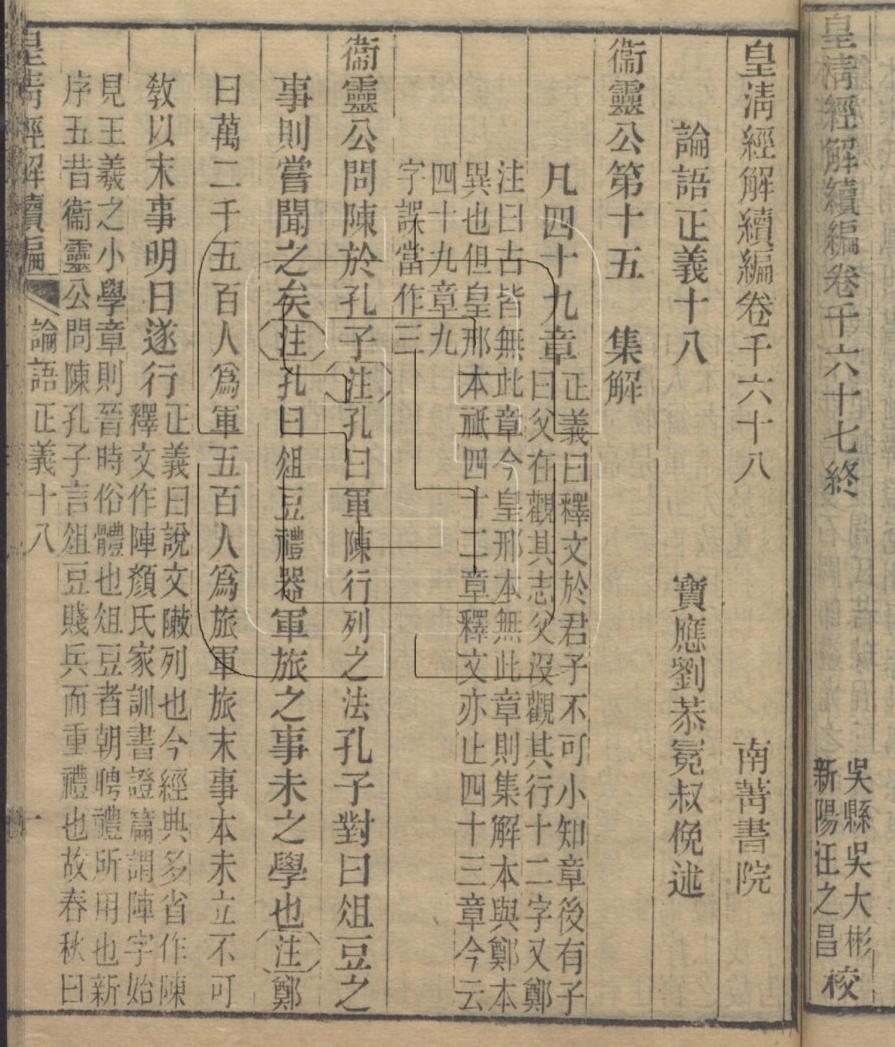 皇清經解續編卷千六十七終
吳縣吳大彬
新陽汪之昌
校
皇清經解續編卷千六十八
南菁書院
論語正義十八
寶應劉恭冕叔俛述
衞靈公第十五
集解
凡四十九章
正義曰釋文於君子不可小知章後有子
曰父在觀其志父沒觀其行十二字又鄭
注曰古皆無此章今皇邢本無此章則集解本與鄭本
異也但皇邢本祇四十二章釋文亦止四十三章今云
四十九章九
字誤當作三
衞靈公問陳於孔子注孔曰軍陳行列之法孔子對曰俎豆之
事則嘗聞之矣注孔曰俎豆禮器軍旅之事未之學也注鄭
曰萬二千五百人爲軍五百人爲旅軍旅末事本未立不可
敎以末事明日遂行
正義曰說文敶列也今經典多省作陳
釋文作陣顏氏家訓書證篇謂陣字始
見王羲之小學章則晉時俗體也俎豆者朝聘禮所用也新
序五昔衞靈公問陳孔子言俎豆賤兵而重禮也故春秋曰
皇清經解續編
論語正義十八
一